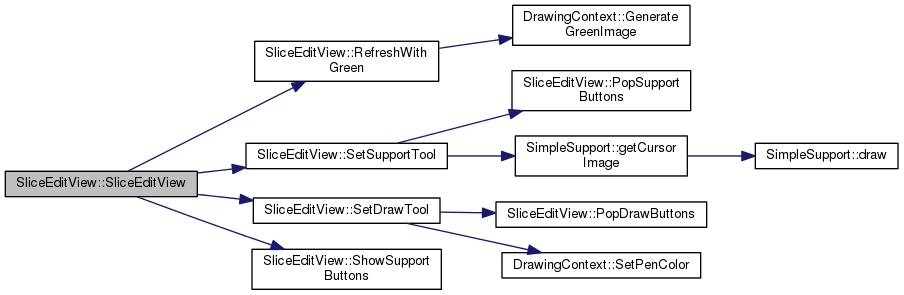 DrawingContext::Generate
GreenImage
SliceEditView::RefreshWith
Green
SliceEditView::PopSupport
Buttons
SliceEditView::SetSupportTool
SimpleSupport::getCursor
Image
SimpleSupport::draw
SliceEditView::SliceEditView
SliceEditView::SetDrawTool
SliceEditView::PopDrawButtons
SliceEditView::ShowSupport
Buttons
DrawingContext::SetPenColor